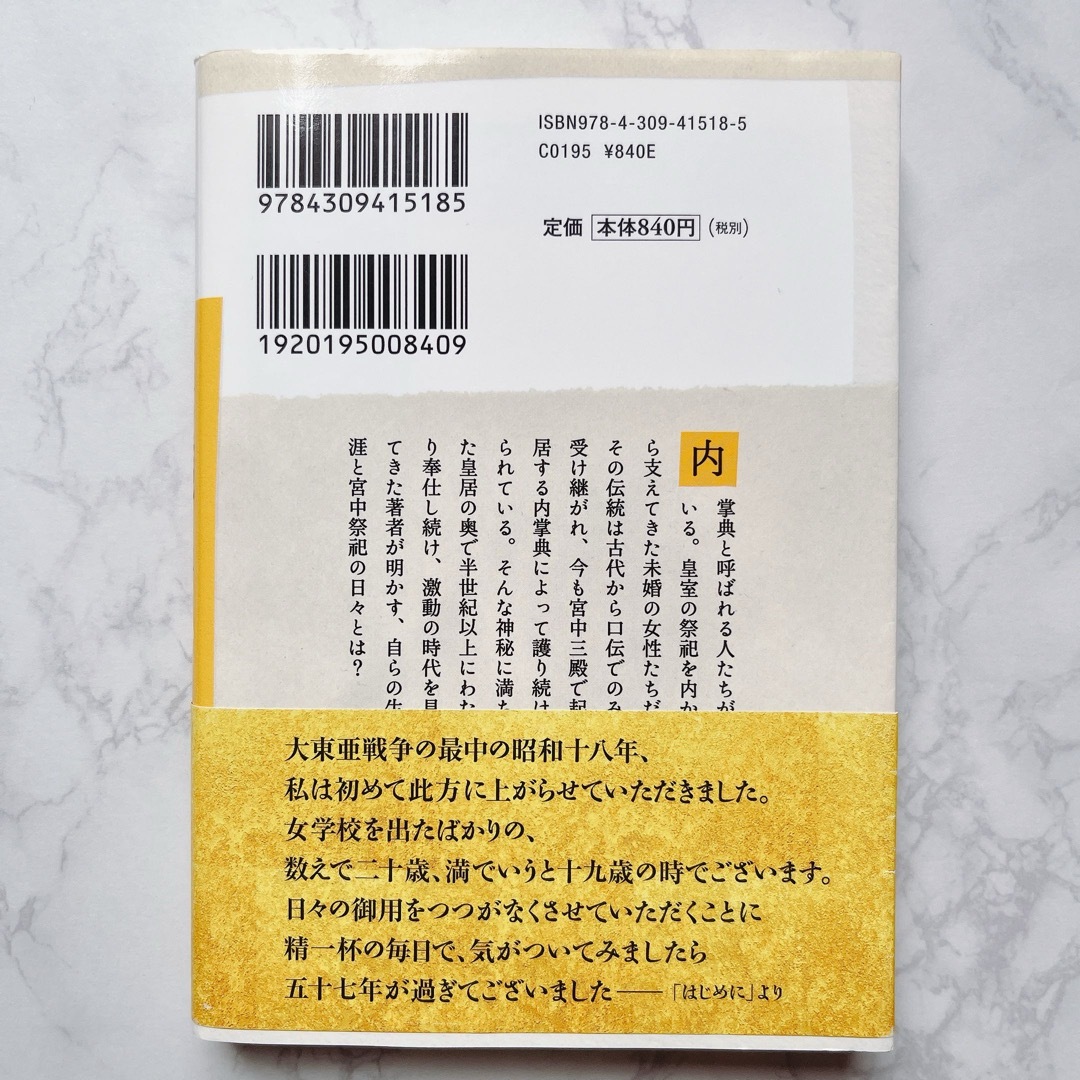 ISBN978-4-309-41518-5
C0195 ¥840E
9784309415185
定価 本体840円(税別)
1920195008409
内
掌典と呼ばれる人たちが
いる。皇室の祭祀を内か
ら支えてきた未婚の女性たちだ
その伝統は古代から口伝でのみ
受け継がれ、今も宮中三殿で起
居する内掌典によって護り続け
られている。そんな神秘に満ち
た皇居の奥で半世紀以上にわた
り奉仕し続け、激動の時代を見
てきた著者が明かす、自らの生
涯と宮中祭祀の日々とは?
大東亜戦争の最中の昭和十八年、
私は初めて此方に上がらせていただきました。
女学校を出たばかりの、
数えで二十歳、満でいうと十九歳の時でございます。
日々の御用をつつがなくさせていただくことに
精一杯の毎日で、気がついてみましたら
五十七年が過ぎてございました――「はじめに」より